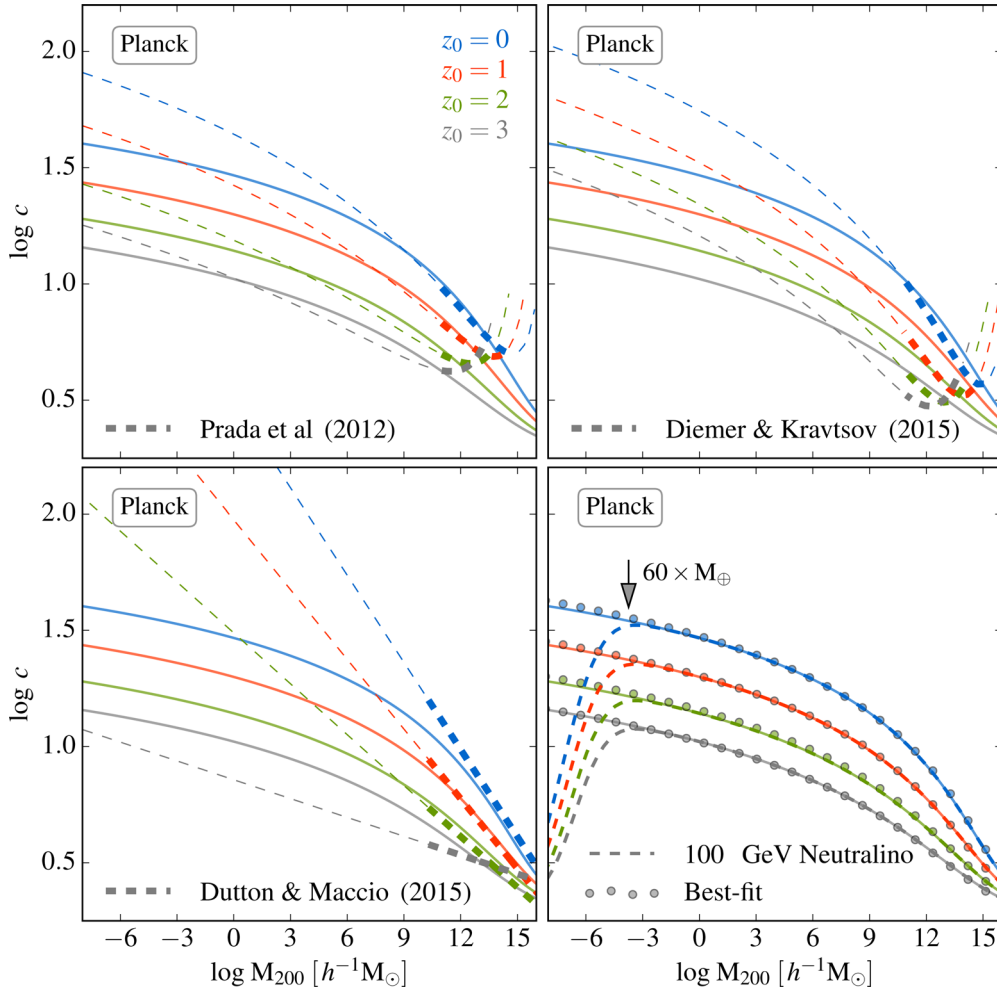 Planck
z₀ = 0
z₀ = 1
z₀ = 2
z₀ = 3
2.0
1.5
1.0
0.5
log c
Prada et al (2012)
Planck
Diemer & Kravtsov (2015)
Planck
2.0
1.5
1.0
0.5
log c
Dutton & Maccio (2015)
−6 −3 0 3 6 9 12 15
log M₂₀₀ [h⁻¹M☉]
Planck
60 × M⊕
100 GeV Neutralino
Best-fit
−6 −3 0 3 6 9 12 15
log M₂₀₀ [h⁻¹M☉]